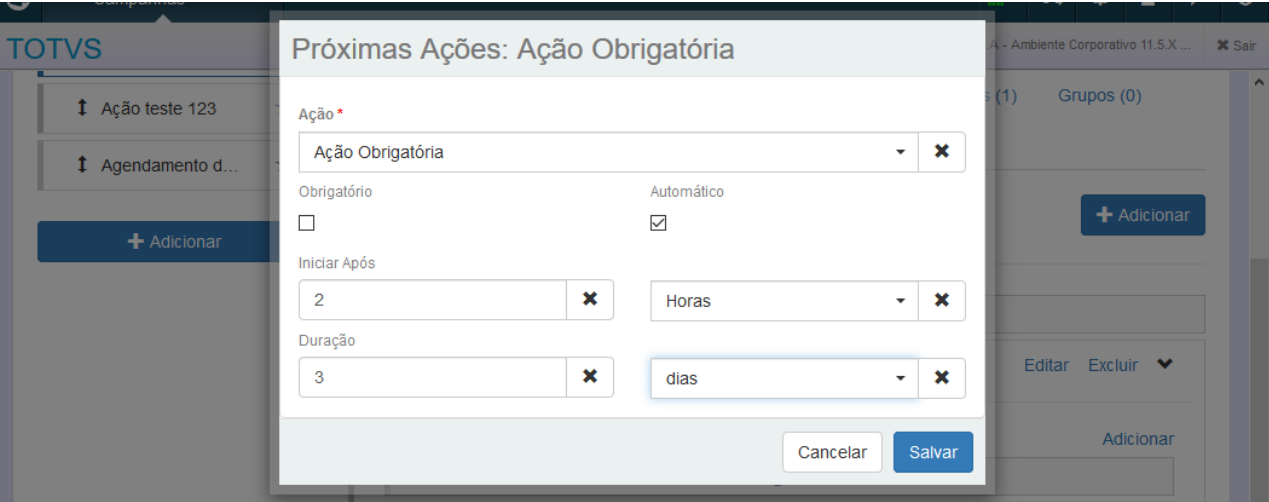 Campanhas
TOTVS
A - Ambiente Corporativo 11.5.X ...
Sair
Próximas Ações: Ação Obrigatória
Ação teste 123
(1)
Grupos (0)
Ação *
Agendamento d...
Ação Obrigatória
Obrigatório
Automático
Adicionar
Adicionar
Iniciar Após
2
Horas
Duração
3
dias
Editar
Excluir
Adicionar
Cancelar
Salvar